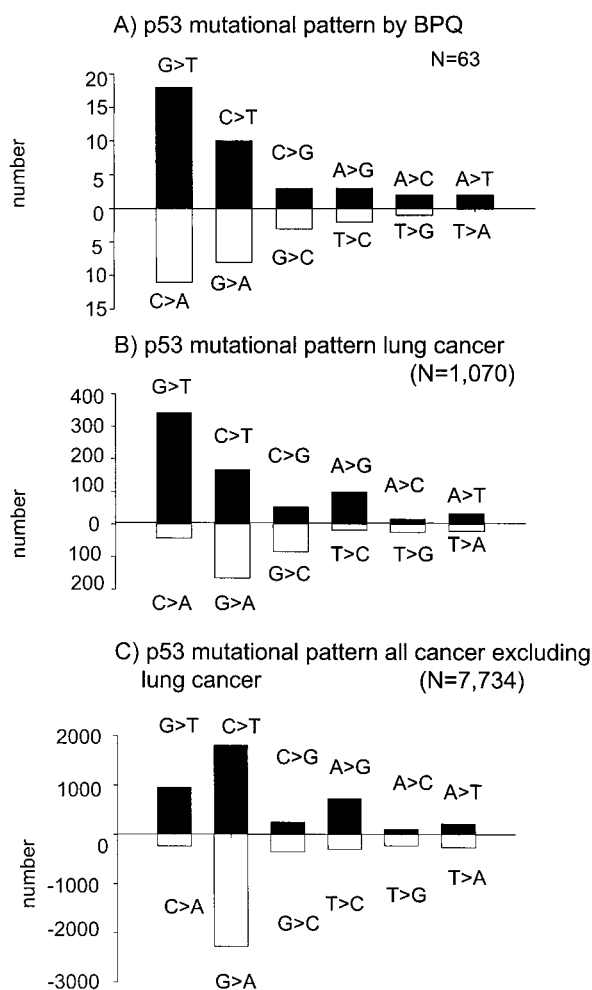 A) p53 mutational pattern by BPQ
N=63
G>T
C>T
C>G
A>G
A>C
A>T
20
15
10
5
0
5
10
15
number
C>A
G>A
G>C
T>C
T>G
T>A
B) p53 mutational pattern lung cancer
(N=1,070)
G>T
C>T
C>G
A>G
A>C
A>T
400
300
200
100
0
100
200
number
C>A
G>A
G>C
T>C
T>G
T>A
C) p53 mutational pattern all cancer excluding
lung cancer (N=7,734)
G>T
C>T
C>G
A>G
A>C
A>T
2000
1000
0
-1000
-2000
-3000
number
C>A
G>A
G>C
T>C
T>G
T>A